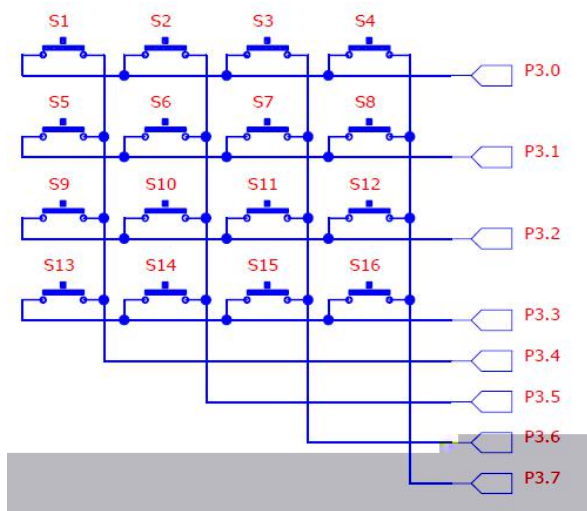 S1 S2 S3 S4
P3.0
S5 S6 S7 S8
P3.1
S9 S10 S11 S12
P3.2
S13 S14 S15 S16
P3.3
P3.4
P3.5
P3.6
P3.7